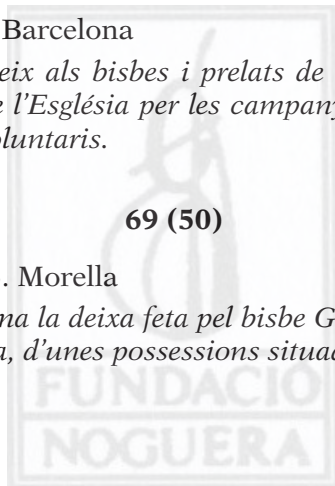 Barcelona
eix als bisbes i prelats de
e l'Església per les campany
oluntaris.
69 (50)
. Morella
na la deixa feta pel bisbe G
a, d'unes possessions situad
FUNDACIÓ
NOGUERA